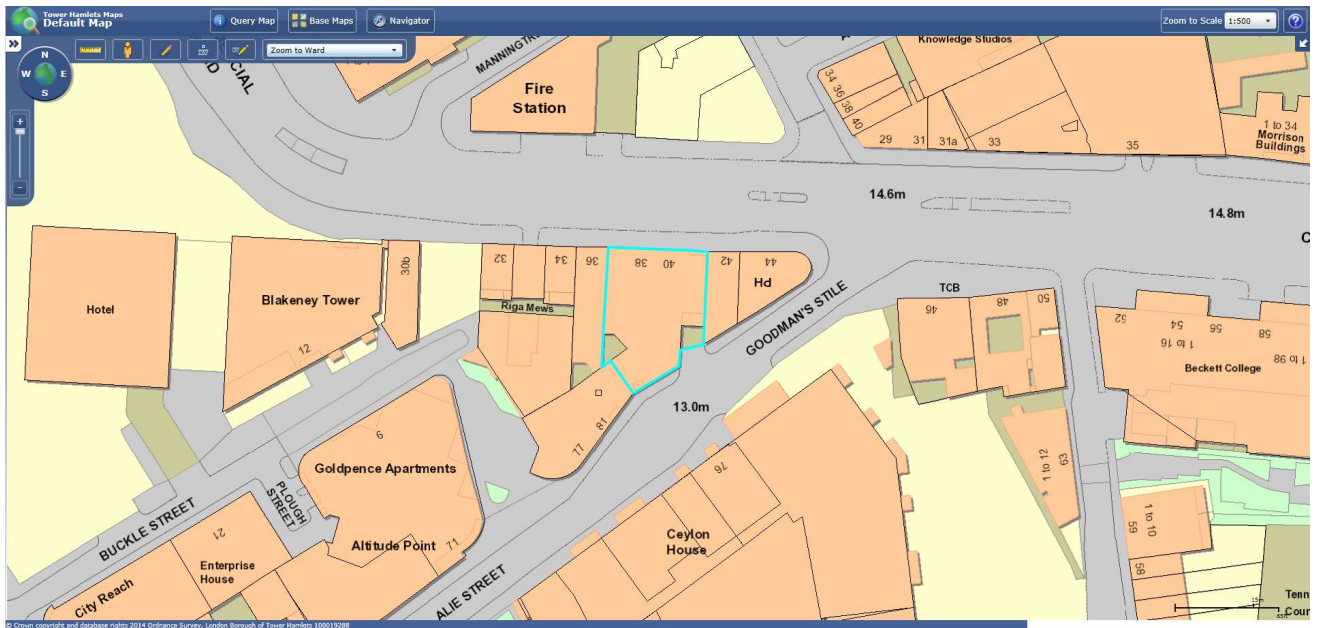 Tower Hamlets Maps
Default Map
Query Map
Base Maps
Navigator
Zoom to Scale 1:500
?
Zoom to Ward
N
W E
S
CIAL
D
MANNINGTR
Fire
Station
Knowledge Studios
34
36
38
40
29
31
31a
33
35
1 to 34
Morrison
Buildings
14.6m
14.8m
C
Hotel
Blakeney Tower
12
30b
32
34
36
38
40
42
44
Hd
Riga Mews
GOODMAN'S STILE
TCB
46
48
50
52
54
56
58
1 to 16
1 to 98
Beckett College
13.0m
77
81
6
Goldpence Apartments
PLOUGH
STREET
BUCKLE STREET
21
Enterprise
House
Altitude Point
71
City Reach
ALIE STREET
76
Ceylon
House
1 to 12
63
1 to 10
59
58
Tenn
Cour
15m
65ft
© Crown copyright and database rights 2014 Ordnance Survey, London Borough of Tower Hamlets 100019288